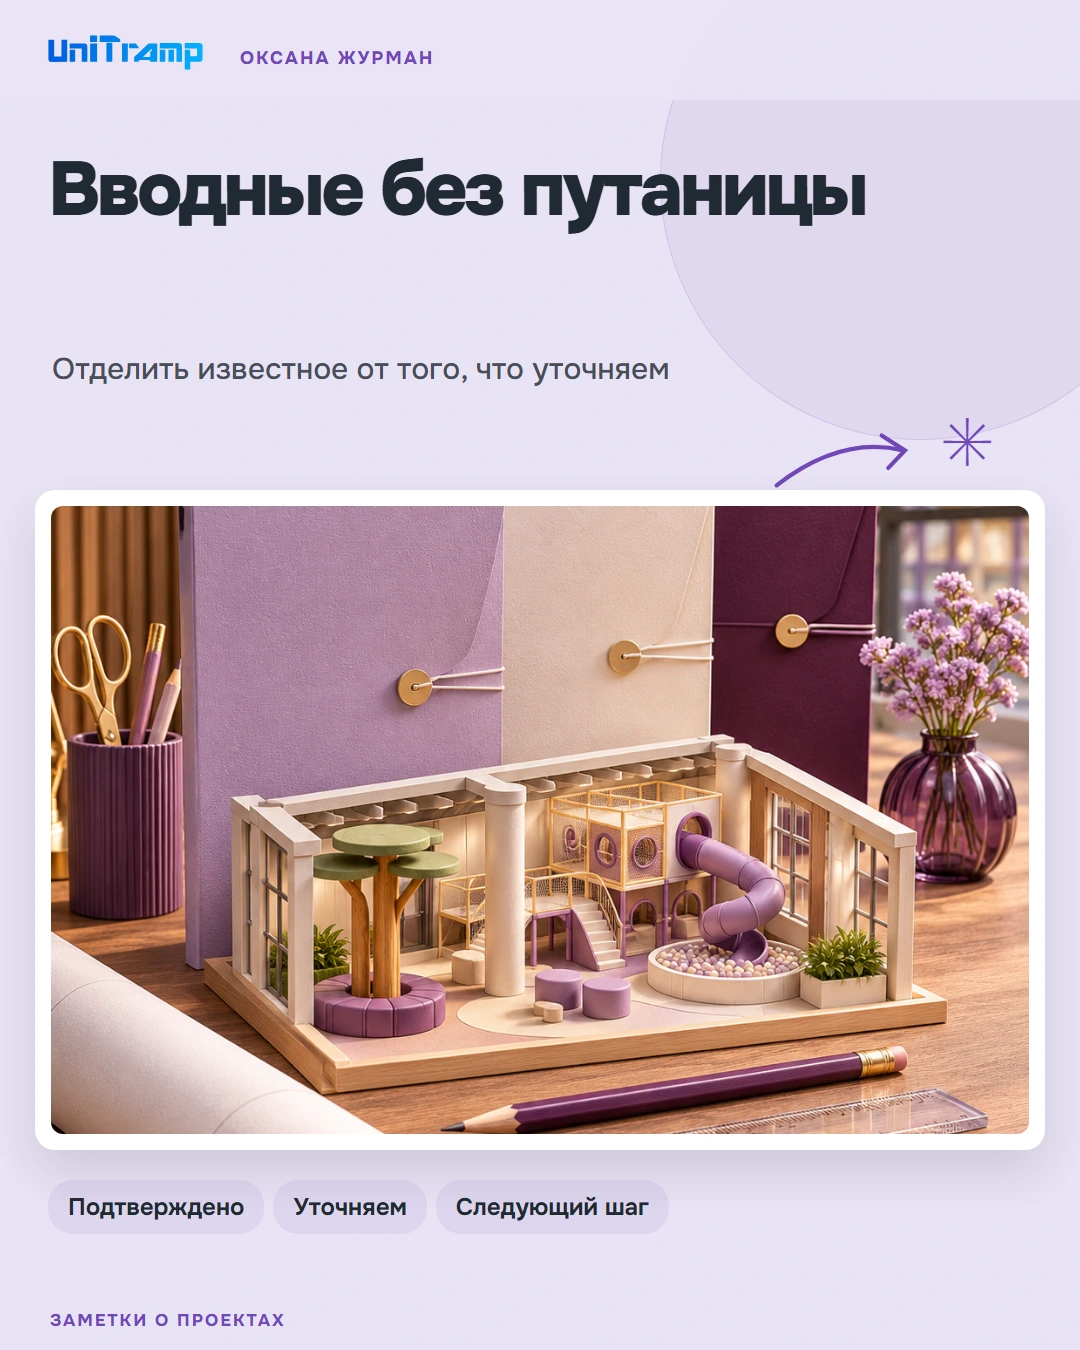 UniTramp
ОКСАНА ЖУРМАН
Вводные без путаницы
Отделить известное от того, что уточняем
Подтверждено
Уточняем
Следующий шаг
ЗАМЕТКИ О ПРОЕКТАХ